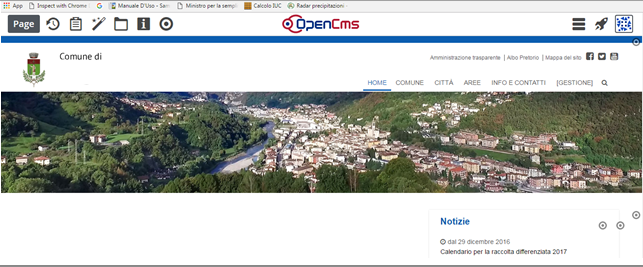 App Inspect with Chrome Manuale D'Uso - San Ministro per la semp Calcolo IUC Radar precipitazioni
Page OpenCms
Comune di
Amministrazione trasparente | Albo Pretorio | Mappa del sito
HOME COMUNE CITTÀ AREE INFO E CONTATTI [GESTIONE]
Notizie
dal 29 dicembre 2016
Calendario per la raccolta differenziata 2017